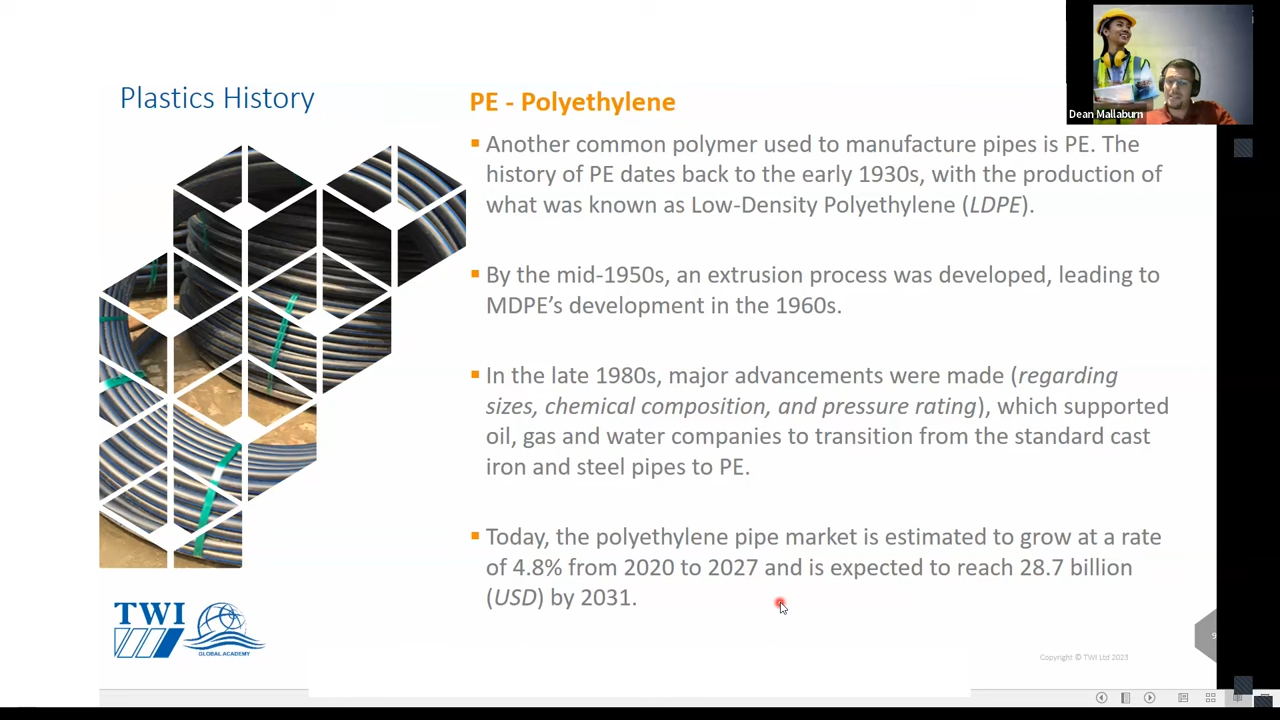 Plastics History
PE - Polyethylene
Dean Mallaburn
▪ Another common polymer used to manufacture pipes is PE. The
history of PE dates back to the early 1930s, with the production of
what was known as Low-Density Polyethylene (LDPE).
▪ By the mid-1950s, an extrusion process was developed, leading to
MDPE’s development in the 1960s.
▪ In the late 1980s, major advancements were made (regarding
sizes, chemical composition, and pressure rating), which supported
oil, gas and water companies to transition from the standard cast
iron and steel pipes to PE.
▪ Today, the polyethylene pipe market is estimated to grow at a rate
of 4.8% from 2020 to 2027 and is expected to reach 28.7 billion
(USD) by 2031.
TWI
GLOBAL ACADEMY
9
Copyright © TWI Ltd 2023